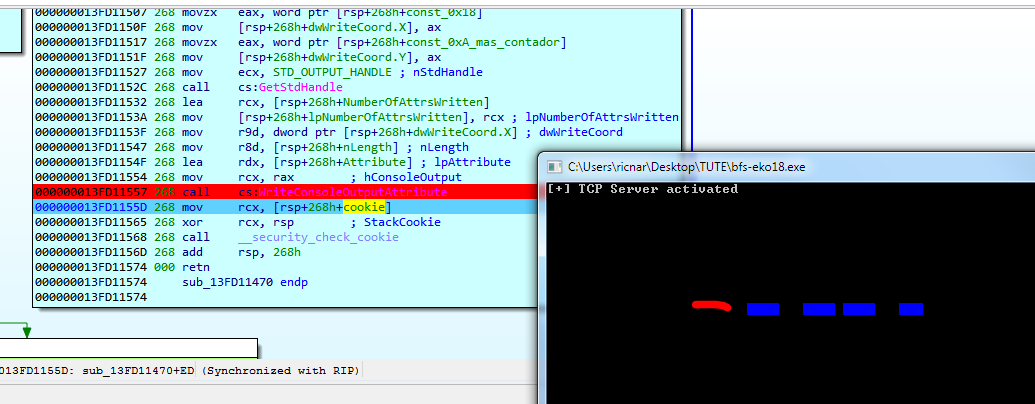 000000013FD11507 268 movzx eax, word ptr [rsp+268h+const_0x18]
000000013FD1150F 268 mov [rsp+268h+dwWriteCoord.X], ax
000000013FD11517 268 movzx eax, word ptr [rsp+268h+const_0xA_mas_contador]
000000013FD1151F 268 mov [rsp+268h+dwWriteCoord.Y], ax
000000013FD11527 268 mov ecx, STD_OUTPUT_HANDLE ; nStdHandle
000000013FD1152C 268 call cs:GetStdHandle
000000013FD11532 268 lea rcx, [rsp+268h+NumberOfAttrsWritten]
000000013FD1153A 268 mov [rsp+268h+lpNumberOfAttrsWritten], rcx ; lpNumberOfAttrsWritten
000000013FD1153F 268 mov r9d, dword ptr [rsp+268h+dwWriteCoord.X] ; dwWriteCoord
000000013FD11547 268 mov r8d, [rsp+268h+nLength] ; nLength
000000013FD1154F 268 lea rdx, [rsp+268h+Attribute] ; lpAttribute
000000013FD11554 268 mov rcx, rax ; hConsoleOutput
000000013FD11557 268 call cs:WriteConsoleOutputAttribute
000000013FD1155D 268 mov rcx, [rsp+268h+cookie]
000000013FD11565 268 xor rcx, rsp ; StackCookie
000000013FD11568 268 call __security_check_cookie
000000013FD1156D 268 add rsp, 268h
000000013FD11574 000 retn
000000013FD11574 sub_13FD11470 endp
000000013FD11574
013FD1155D: sub_13FD11470+ED (Synchronized with RIP)
C:\Users\ricnar\Desktop\TUTE\bfs-eko18.exe
[+] TCP Server activated